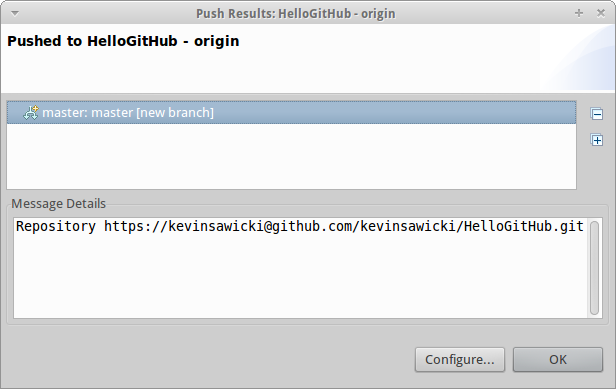 Push Results: HelloGitHub - origin
Pushed to HelloGitHub - origin
master: master [new branch]
Message Details
Repository https://kevinsawicki@github.com/kevinsawicki/HelloGitHub.git
Configure... OK